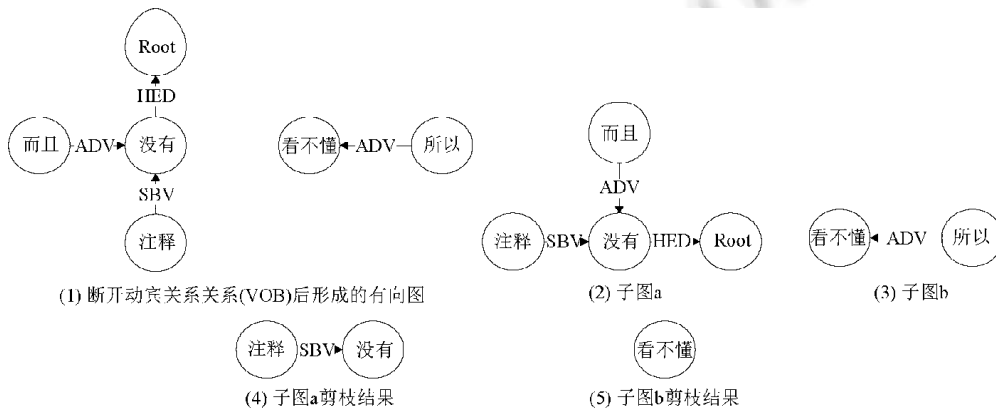 Root
HED
而且 ADV 没有
看不懂 ADV 所以
SBV
注释
(1) 断开动宾关系关系(VOB)后形成的有向图
而且
ADV
注释 SBV 没有 HED Root
(2) 子图a
看不懂 ADV 所以
(3) 子图b
注释 SBV 没有
(4) 子图a剪枝结果
看不懂
(5) 子图b剪枝结果